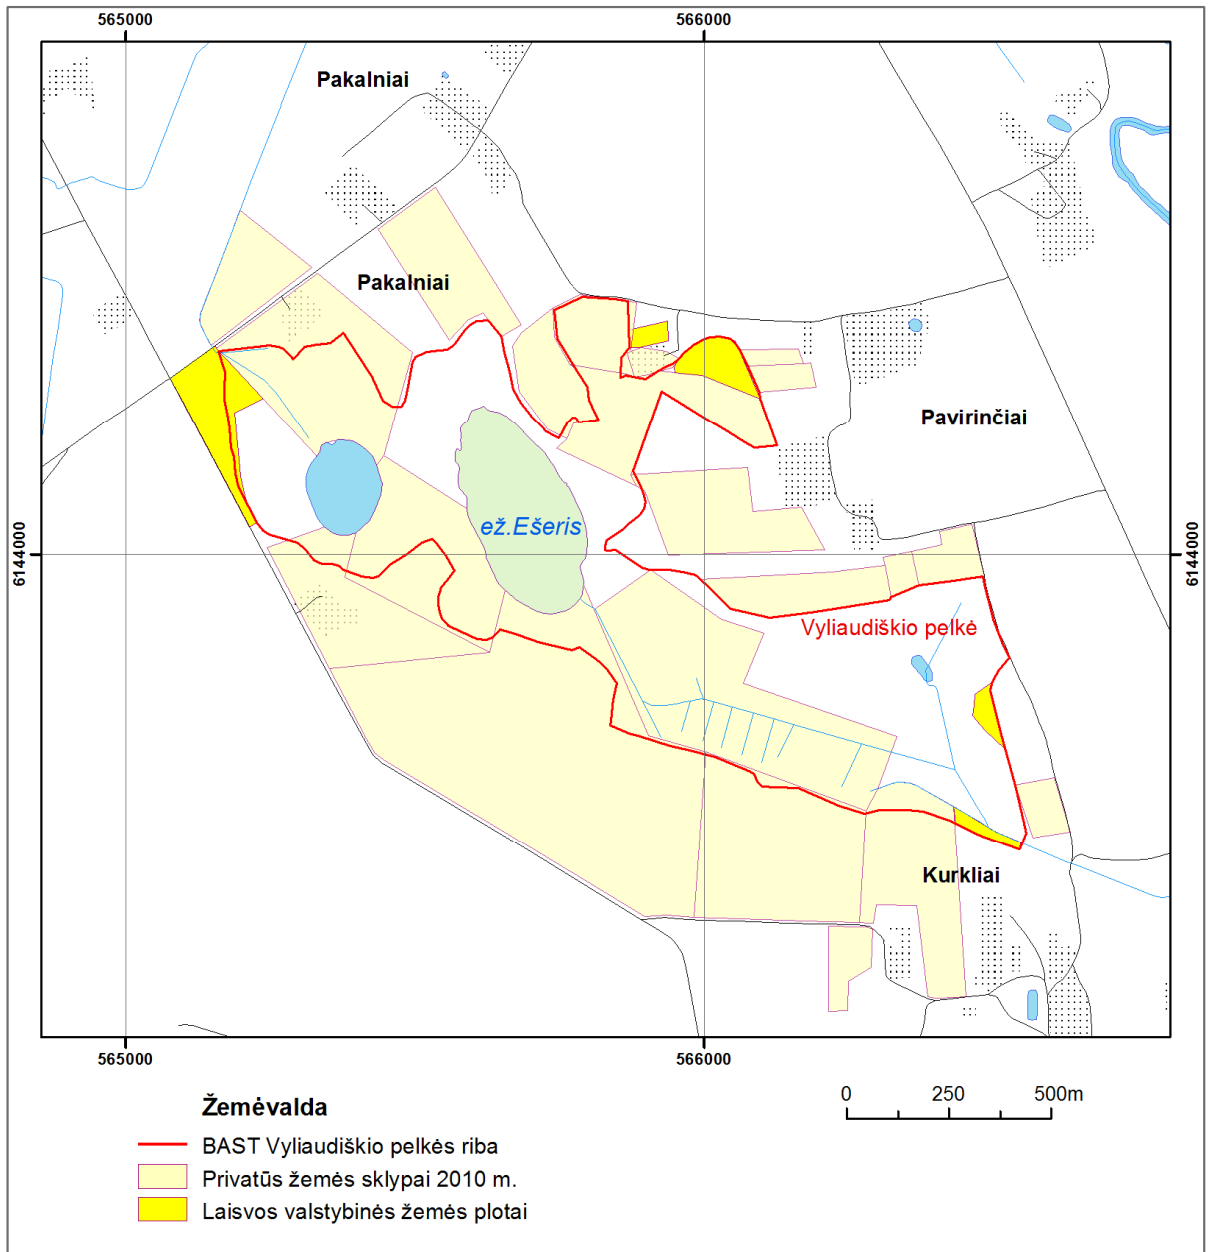 565000
566000
Pakalniai
Pakalniai
Pavirinčiai
ež.Ešeris
6144000
6144000
Vyliaudiškio pelkė
Kurkliai
565000
566000
0 250 500m
Žemėvalda
BAST Vyliaudiškio pelkės riba
Privatūs žemės sklypai 2010 m.
Laisvos valstybinės žemės plotai